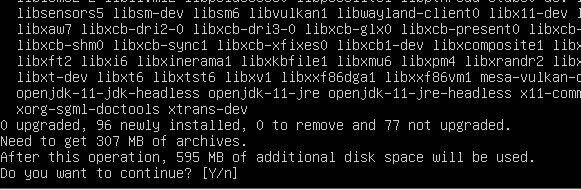 libsensors5 libsm-dev libsm6 libvulkan1 libwayland-client0 libx11-dev
libxaw7 libxcb-dri2-0 libxcb-dri3-0 libxcb-glx0 libxcb-present0 libxcb-
libxcb-shm0 libxcb-sync1 libxcb-xfixes0 libxcb1-dev libxcomposite1
libxft2 libxi6 libxinerama1 libxkbfile1 libxmu6 libxpm4 libxrandr2
libxt-dev libxt6 libxtst6 libxv1 libxxf86dga1 libxxf86vm1 mesa-vulkan-
openjdk-11-jdk-headless openjdk-11-jre openjdk-11-jre-headless x11-comm
xorg-sgml-doctools xtrans-dev
0 upgraded, 96 newly installed, 0 to remove and 77 not upgraded.
Need to get 307 MB of archives.
After this operation, 595 MB of additional disk space will be used.
Do you want to continue? [Y/n]